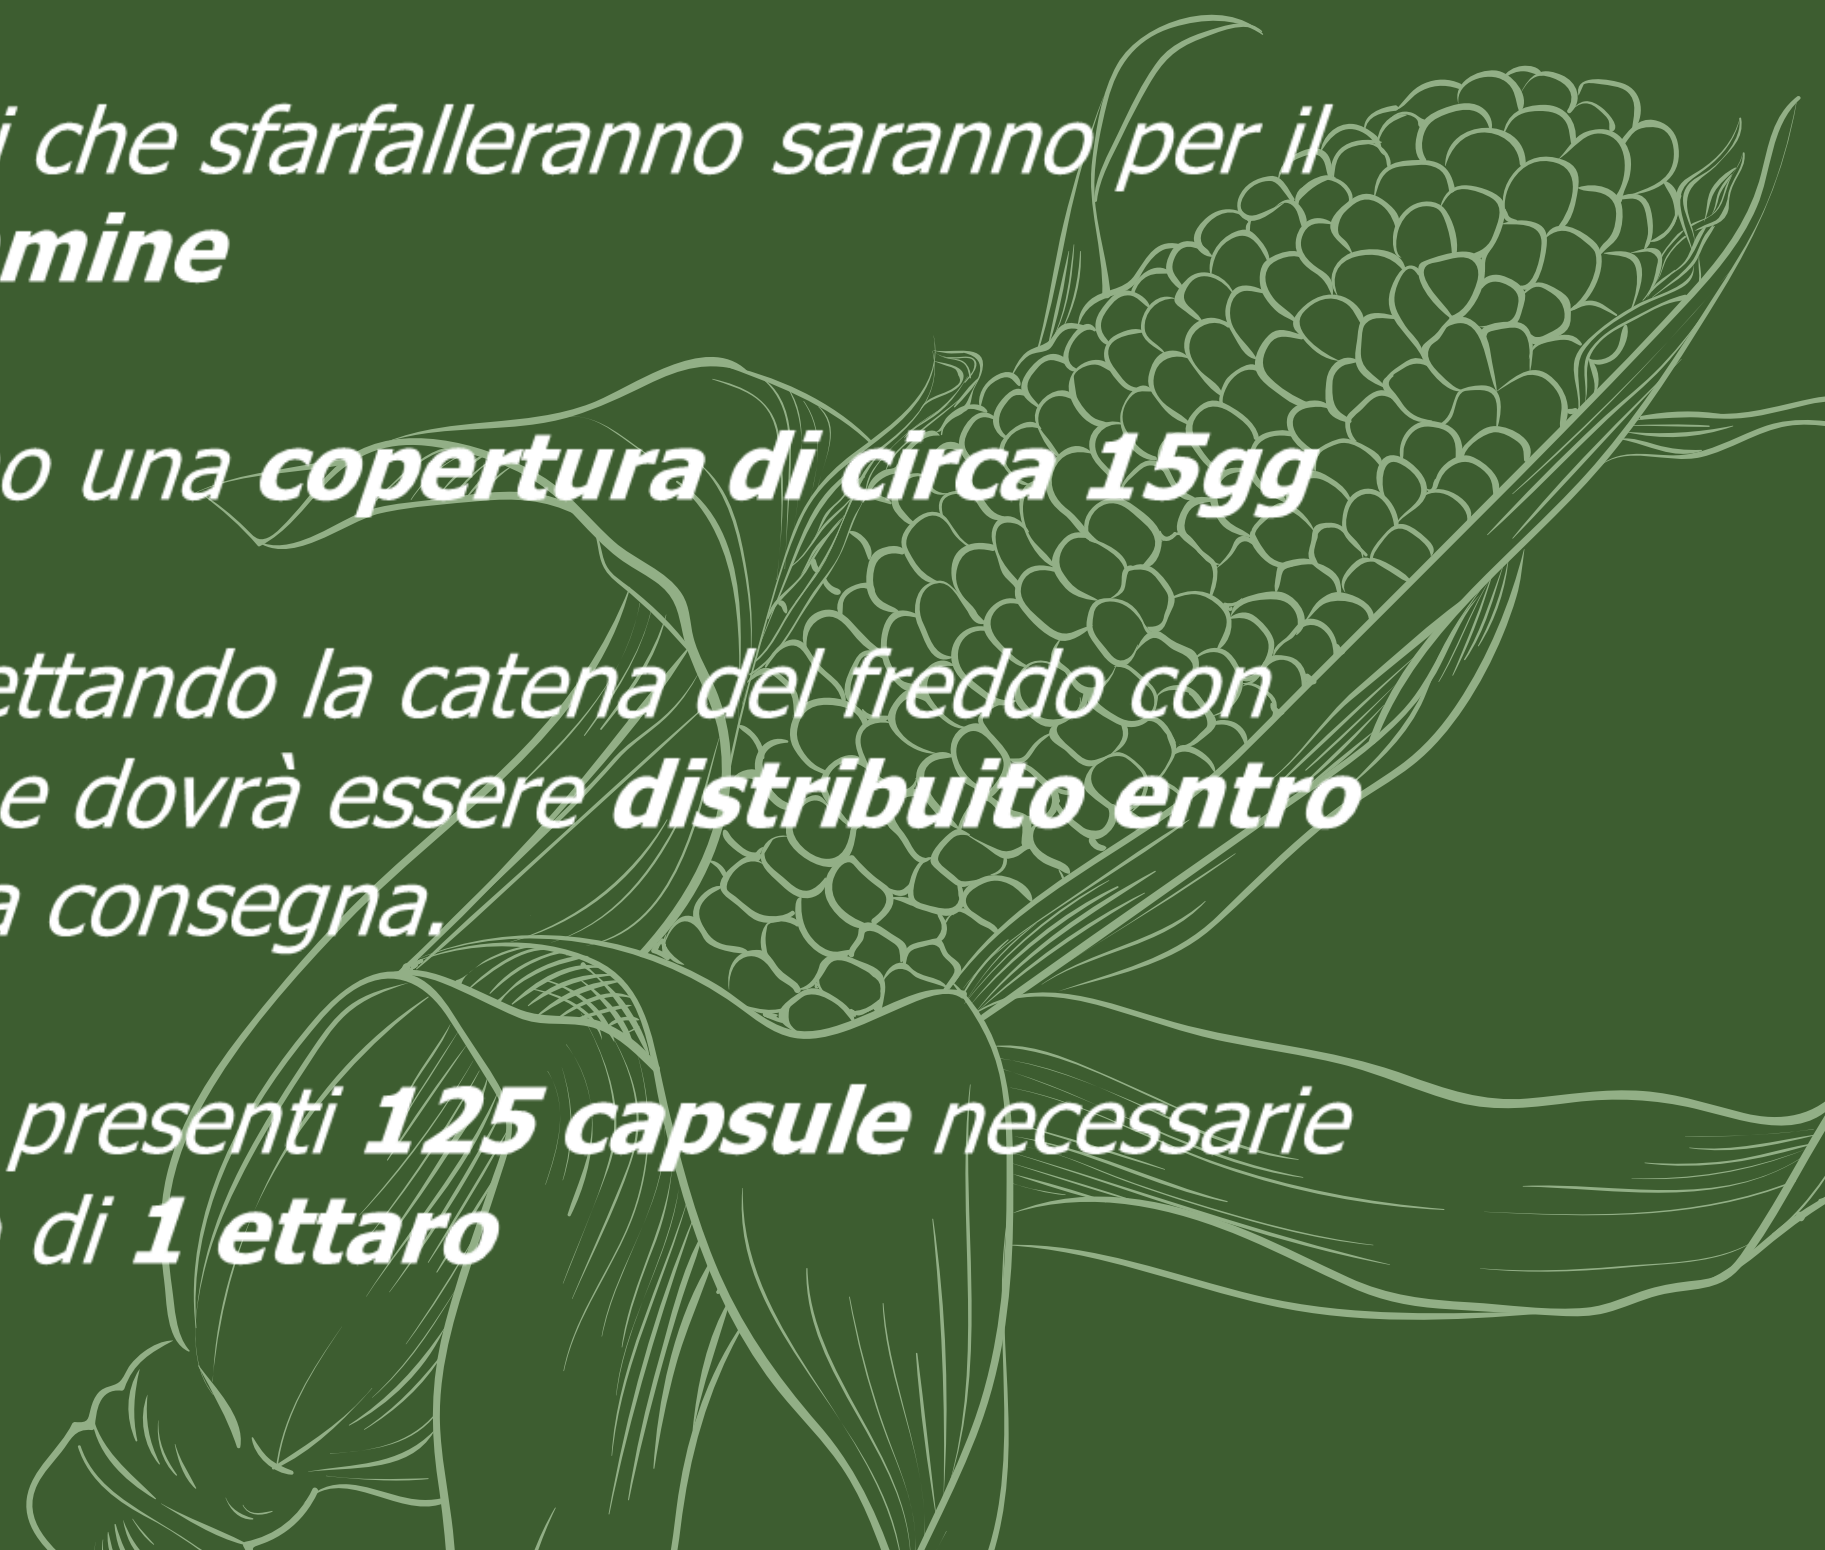 i che sfarfalleranno saranno per il
mine
o una copertura di circa 15gg
ettando la catena del freddo con
e dovrà essere distribuito entro
a consegna.
presenti 125 capsule necessarie
di 1 ettaro